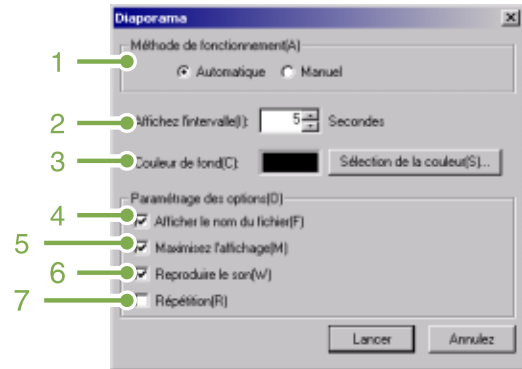 Diaporama
1 Méthode de fonctionnement(A)
Automatique Manuel
2 Affichez l'intervalle(I): 5 Secondes
3 Couleur de fond(C): Sélection de la couleur(S)...
Paramétrage des options(O)
4 Afficher le nom du fichier(F)
5 Maximisez l'affichage(M)
6 Reproduire le son(W)
7 Répétition(R)
Lancer Annulez